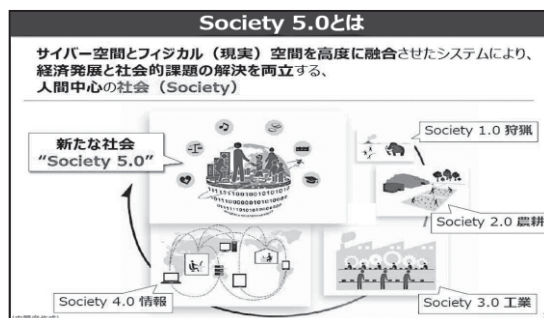 Society 5.0とは
サイバー空間とフィジカル（現実）空間を高度に融合させたシステムにより、
経済発展と社会的課題の解決を両立する、
人間中心の社会（Society）
新たな社会
“Society 5.0”
Society 1.0 狩猟
Society 2.0 農耕
Society 3.0 工業
Society 4.0 情報